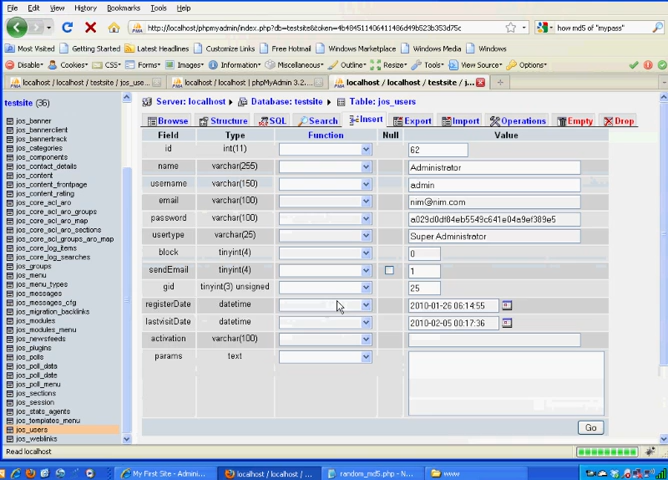 File Edit View History Bookmarks Tools Help
http://localhost/phpmyadmin/index.php?db=testsite&token=4b484511406411486d49b523b353d75c
how md5 of "mypass"
Most Visited Getting Started Latest Headlines Customize Links Free Hotmail Windows Marketplace Windows Media Windows
Disable Cookies CSS Forms Images Information Miscellaneous Outline Resize Tools View Source Options
localhost / localhost / testsite / jos_use... localhost / localhost | phpMyAdmin 3.2.... localhost / localhost / testsite / j...
testsite (36)
Server: localhost Database: testsite Table: jos_users
Browse Structure SQL Search Insert Export Import Operations Empty Drop
Field Type Function Null Value
id int(11) 62
name varchar(255) Administrator
username varchar(150) admin
email varchar(100) nim@nim.com
password varchar(100)
usertype varchar(25) Super Administrator
block tinyint(4) 0
sendEmail tinyint(4) 1
gid tinyint(3) unsigned 25
registerDate datetime 2010-01-26 06:14:55
lastvisitDate datetime 2010-02-05 00:17:36
activation varchar(100)
params text
Go
jos_banner
jos_bannerclient
jos_bannertrack
jos_categories
jos_components
jos_contact_details
jos_content
jos_content_frontpage
jos_content_rating
jos_core_acl_aro
jos_core_acl_aro_groups
jos_core_acl_aro_map
jos_core_acl_aro_sections
jos_core_acl_groups_aro_map
jos_core_log_items
jos_core_log_searches
jos_groups
jos_menu
jos_menu_types
jos_messages
jos_messages_cfg
jos_migration_backlinks
jos_modules
jos_modules_menu
jos_newsfeeds
jos_plugins
jos_polls
jos_poll_data
jos_poll_date
jos_poll_menu
jos_sections
jos_session
jos_stats_agents
jos_templates_menu
jos_users
jos_weblinks
Read localhost
My First Site - Admini... localhost / localhost / ... random_md5.php - N... www